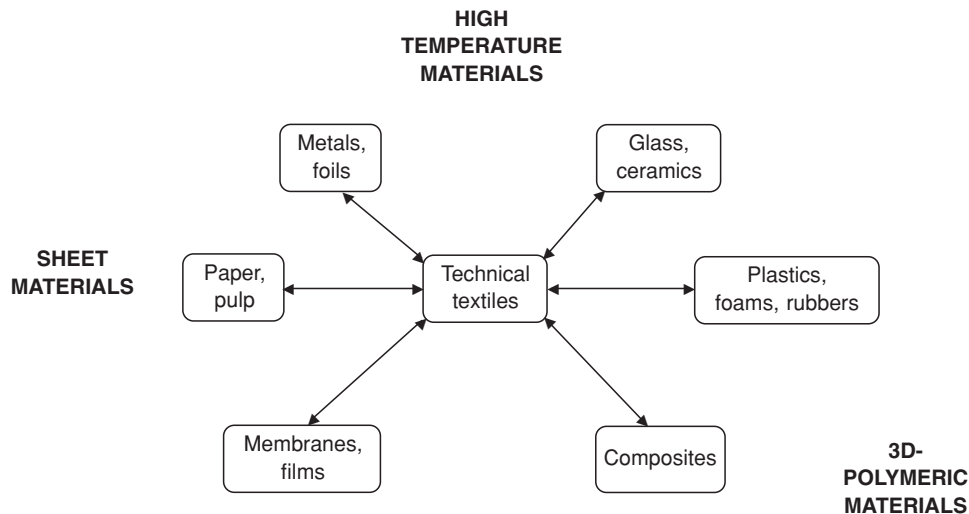 HIGH
TEMPERATURE
MATERIALS
Metals,
foils
Glass,
ceramics
SHEET
MATERIALS
Paper,
pulp
Technical
textiles
Plastics,
foams, rubbers
Membranes,
films
Composites
3D-
POLYMERIC
MATERIALS